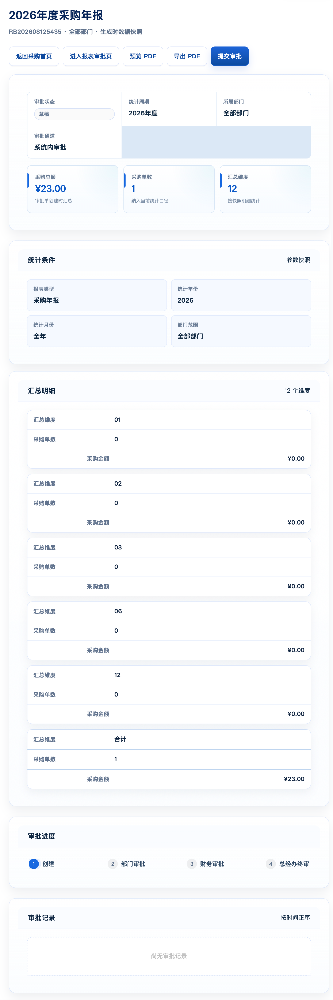 2026年度采购年报
RB202608125435 · 全部部门 · 生成时数据快照
返回采购首页 进入报表审批页 预览 PDF 导出 PDF 提交审批
审批状态 统计周期 所属部门
草稿 2026年度 全部部门
审批通道
系统内审批
采购总额 采购单数 汇总维度
¥23.00 1 12
审批单创建时汇总 纳入当前统计口径 按快照明细统计
统计条件 参数快照
报表类型 统计年份
采购年报 2026
统计月份 部门范围
全年 全部部门
汇总明细 12 个维度
汇总维度 01
采购单数 0
采购金额 ¥0.00
汇总维度 02
采购单数 0
采购金额 ¥0.00
汇总维度 03
采购单数 0
采购金额 ¥0.00
汇总维度 06
采购单数 0
采购金额 ¥0.00
汇总维度 12
采购单数 0
采购金额 ¥0.00
汇总维度 合计
采购单数 1
采购金额 ¥23.00
审批进度
1 创建 2 部门审批 3 财务审批 4 总经办终审
审批记录 按时间正序
尚无审批记录